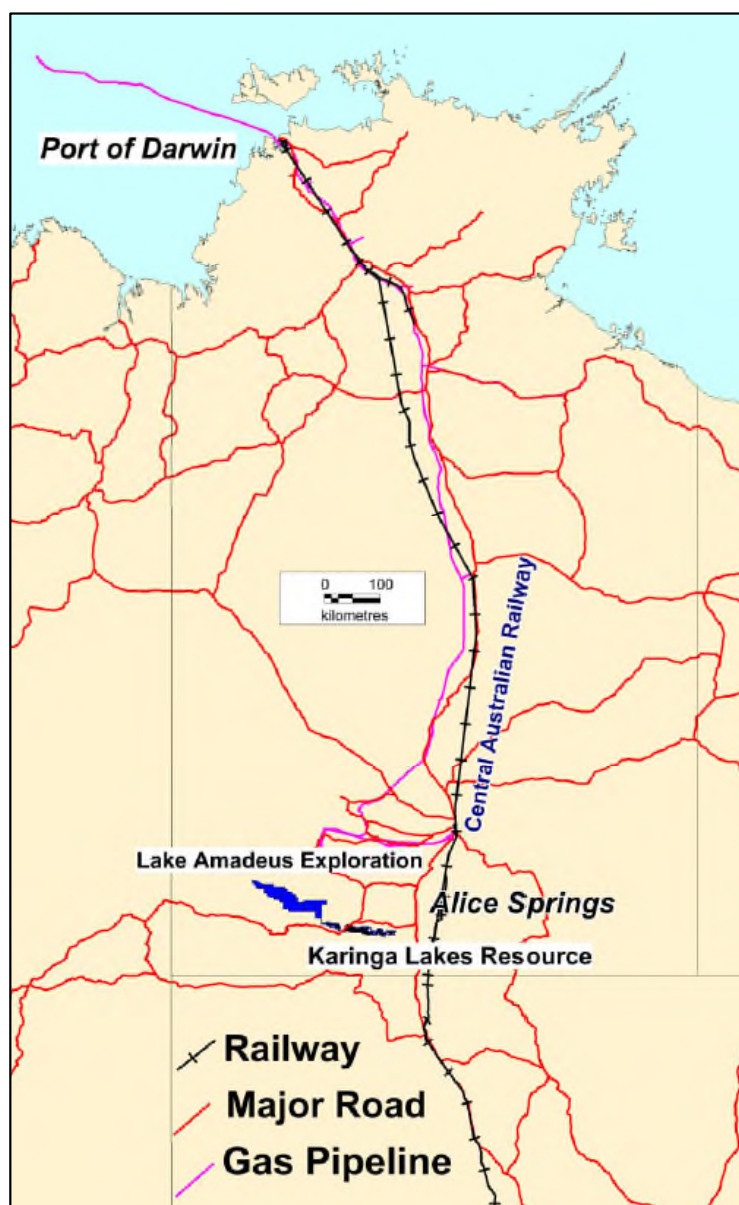 Port of Darwin
0 100
kilometres
Central Australian Railway
Lake Amadeus Exploration
Alice Springs
Karinga Lakes Resource
Railway
Major Road
Gas Pipeline